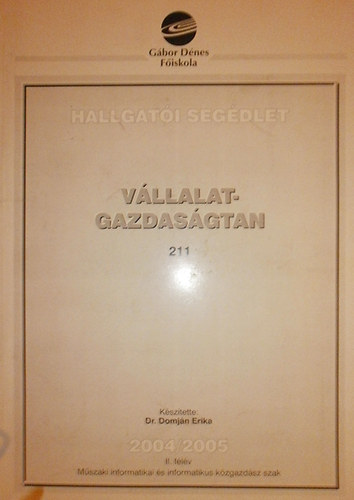 Gábor Dénes
Főiskola
HALLGATÓI SEGÉDLET
VÁLLALAT-
GAZDASÁGTAN
211
Készítette:
Dr. Domján Erika
2004/2005
II. félév
Műszaki informatikai és informatikus közgazdász szak